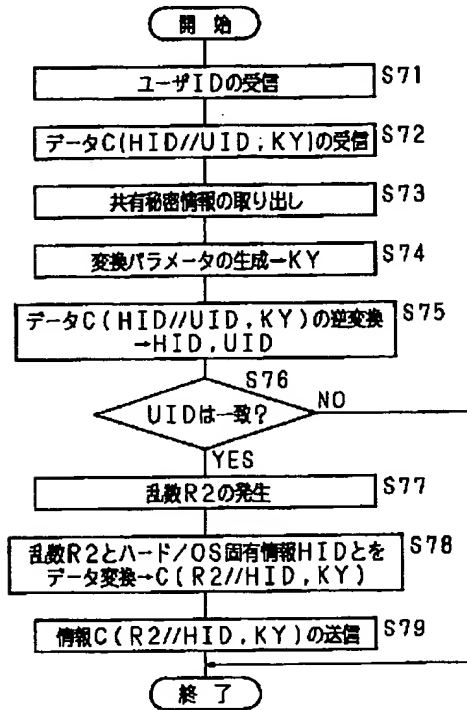 開始
ユーザIDの受信
S71
データC(HID//UID,KY)の受信
S72
共有秘密情報の取り出し
S73
変換パラメータの生成→KY
S74
データC(HID//UID,KY)の逆変換
→HID,UID
S75
S76
UIDは一致?
NO
YES
乱数R2の発生
S77
乱数R2とハード/OS固有情報HIDとを
データ変換→C(R2//HID,KY)
S78
情報C(R2//HID,KY)の送信
S79
終了